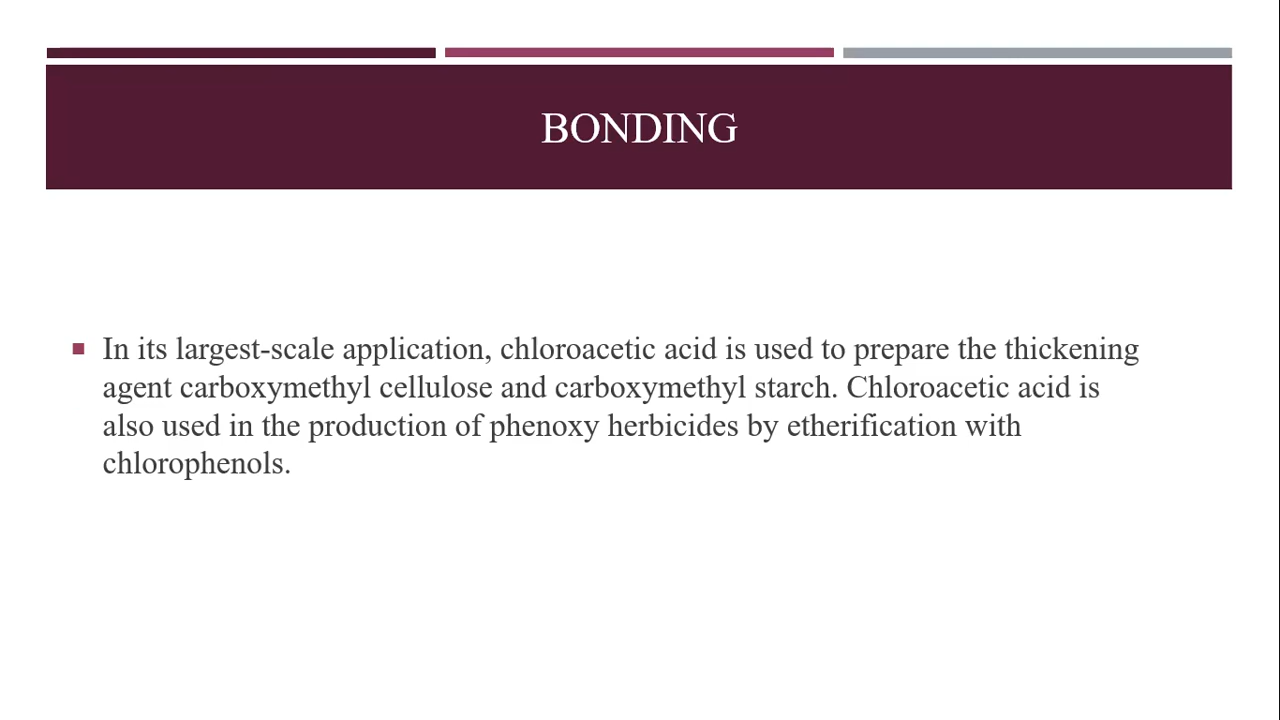 BONDING
In its largest-scale application, chloroacetic acid is used to prepare the thickening
agent carboxymethyl cellulose and carboxymethyl starch. Chloroacetic acid is
also used in the production of phenoxy herbicides by etherification with
chlorophenols.